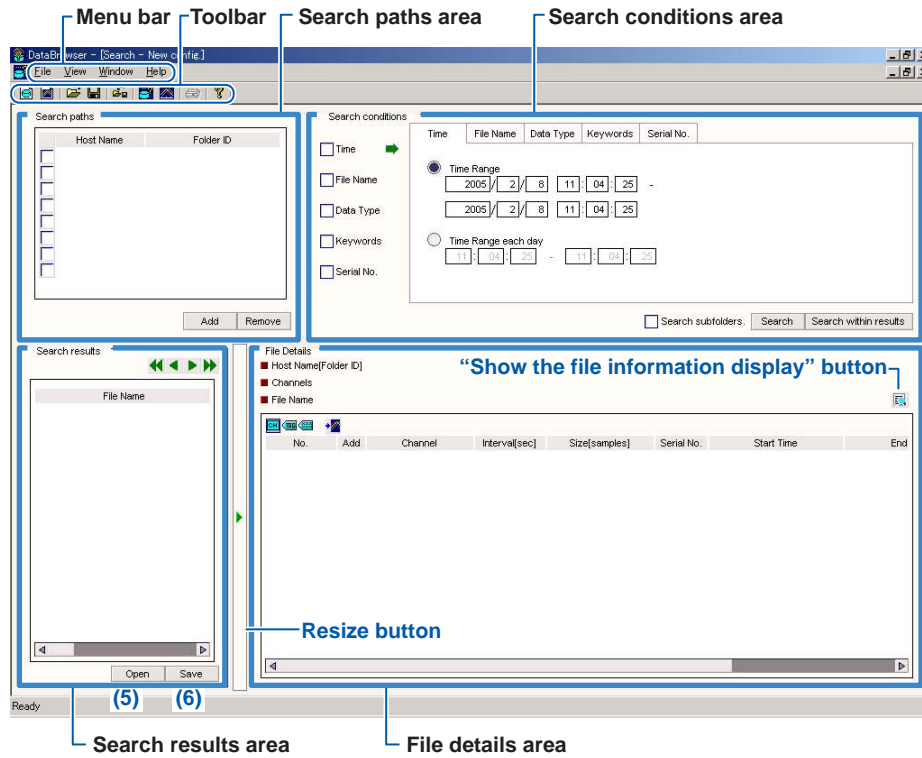 Menu bar Toolbar Search paths area Search conditions area
DataBrowser - [Search - New config.]
File View Window Help
Search paths
Host Name Folder ID
Add Remove
Search conditions
Time
File Name
Data Type
Keywords
Serial No.
Time File Name Data Type Keywords Serial No.
Time Range
2005 / 2 / 8 11 : 04 : 25 -
2005 / 2 / 8 11 : 04 : 25
Time Range each day
11 : 04 : 25 - 11 : 04 : 25
Search subfolders. Search Search within results
Search results
File Name
Open Save
(5) (6)
File Details
Host Name[Folder ID]
Channels
File Name
“Show the file information display” button
CH
No. Add Channel Interval[sec] Size[samples] Serial No. Start Time End
Resize button
Ready
Search results area File details area